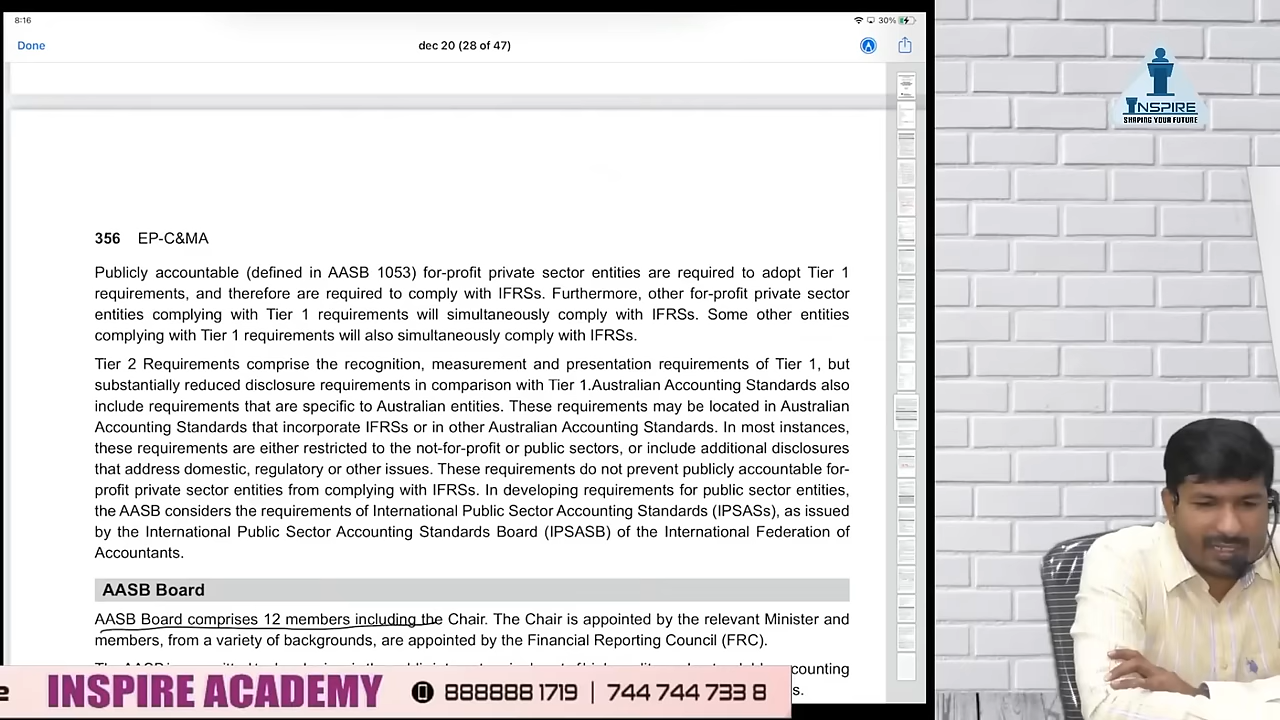 8:16
30%
Done
dec 20 (28 of 47)
INSPIRE
SHAPING YOUR FUTURE
356 EP-C&MA
Publicly accountable (defined in AASB 1053) for-profit private sector entities are required to adopt Tier 1
requirements, and therefore are required to comply with IFRSs. Furthermore, other for-profit private sector
entities complying with Tier 1 requirements will simultaneously comply with IFRSs. Some other entities
complying with Tier 1 requirements will also simultaneously comply with IFRSs.
Tier 2 Requirements comprise the recognition, measurement and presentation requirements of Tier 1, but
substantially reduced disclosure requirements in comparison with Tier 1.Australian Accounting Standards also
include requirements that are specific to Australian entities. These requirements may be located in Australian
Accounting Standards that incorporate IFRSs or in other Australian Accounting Standards. In most instances,
these requirements are either restricted to the not-for-profit or public sectors, or include additional disclosures
that address domestic, regulatory or other issues. These requirements do not prevent publicly accountable for-
profit private sector entities from complying with IFRSs. In developing requirements for public sector entities,
the AASB considers the requirements of International Public Sector Accounting Standards (IPSASs), as issued
by the International Public Sector Accounting Standards Board (IPSASB) of the International Federation of
Accountants.
AASB Board
AASB Board comprises 12 members including the Chair. The Chair is appointed by the relevant Minister and
members, from a variety of backgrounds, are appointed by the Financial Reporting Council (FRC).
counting
s.
e INSPIRE ACADEMY 888888 1719 | 744 744 733 8